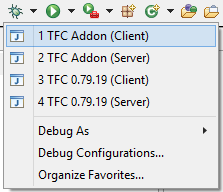 1 TFC Addon (Client)
2 TFC Addon (Server)
3 TFC 0.79.19 (Client)
4 TFC 0.79.19 (Server)
Debug As
Debug Configurations...
Organize Favorites...